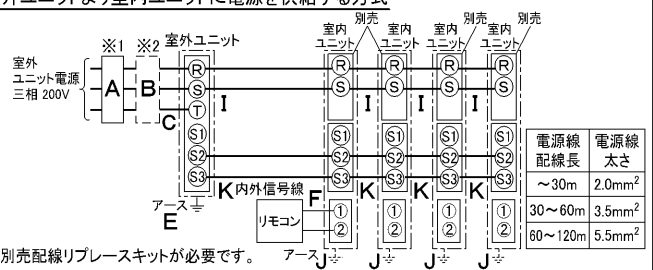 外ユニットより室内ユニットに電源を供給する方式
※1 ※2 室外ユニット
室内ユニット 別売 室内ユニット 室内ユニット 別売 室内ユニット 別売
室外
ユニット電源
三相 200V
A B C
R S T S1 S2 S3
I
R S S1 S2 S3 ① ②
I
R S S1 S2 S3 ① ②
I
R S S1 S2 S3 ① ②
I
R S S1 S2 S3 ① ②
K 内外信号線 F K K K
リモコン
アース
E
アース J J J J
別売配線リプレースキットが必要です。
電源線配線長 電源線太さ
～30m 2.0mm²
30～60m 3.5mm²
60～120m 5.5mm²